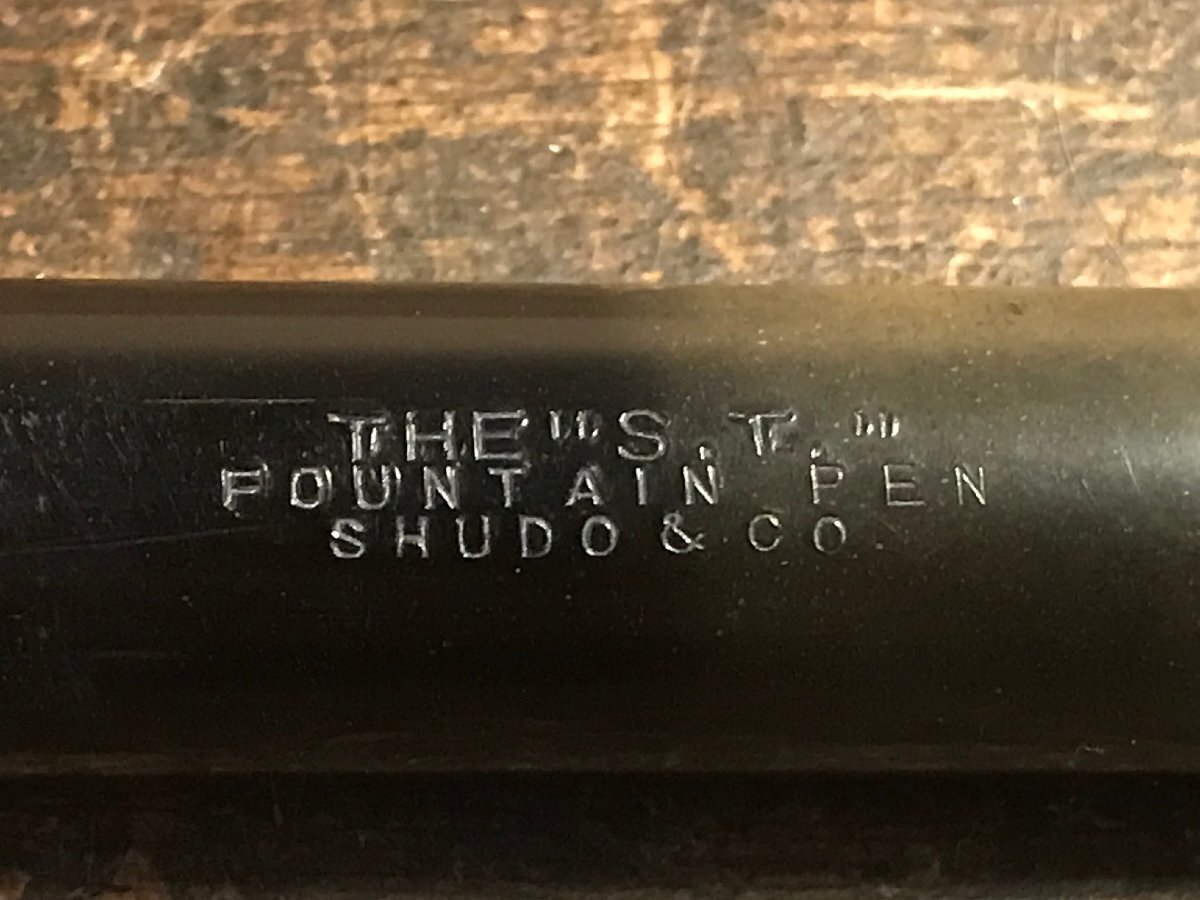 THE "S.T."
FOUNTAIN PEN
SHUDO & CO.